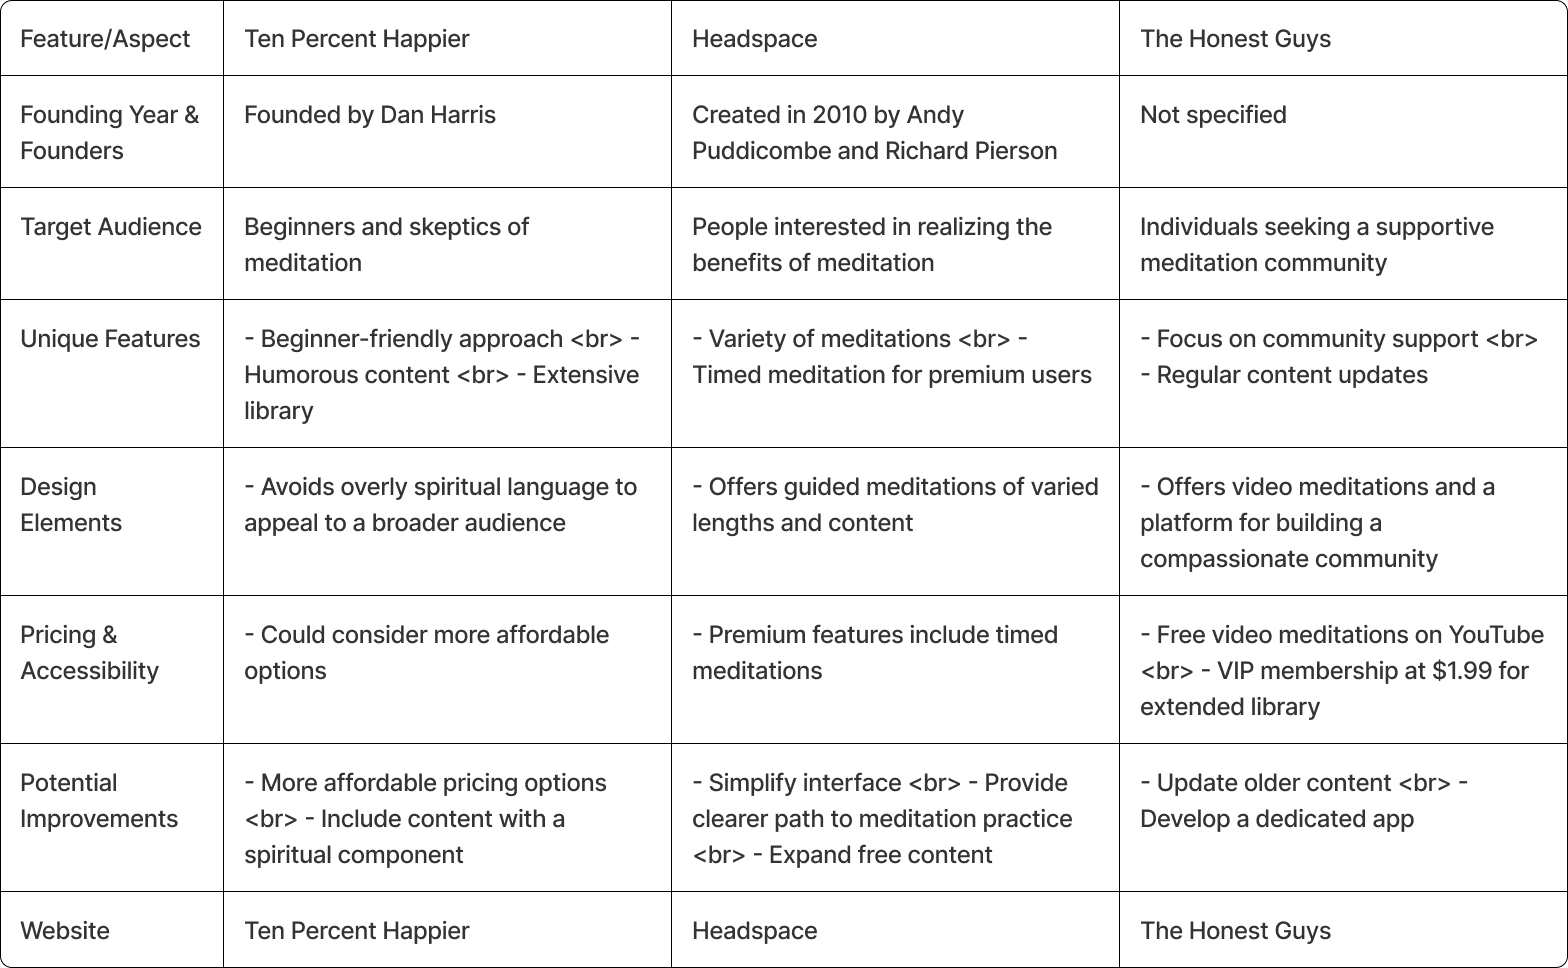 Feature/Aspect
Ten Percent Happier
Headspace
The Honest Guys
Founding Year &
Founders
Founded by Dan Harris
Created in 2010 by Andy
Puddicombe and Richard Pierson
Not specified
Target Audience
Beginners and skeptics of
meditation
People interested in realizing the
benefits of meditation
Individuals seeking a supportive
meditation community
Unique Features
- Beginner-friendly approach <br> -
Humorous content <br> - Extensive
library
- Variety of meditations <br> -
Timed meditation for premium users
- Focus on community support <br>
- Regular content updates
Design
Elements
- Avoids overly spiritual language to
appeal to a broader audience
- Offers guided meditations of varied
lengths and content
- Offers video meditations and a
platform for building a
compassionate community
Pricing &
Accessibility
- Could consider more affordable
options
- Premium features include timed
meditations
- Free video meditations on YouTube
<br> - VIP membership at $1.99 for
extended library
Potential
Improvements
- More affordable pricing options
<br> - Include content with a
spiritual component
- Simplify interface <br> - Provide
clearer path to meditation practice
<br> - Expand free content
- Update older content <br> -
Develop a dedicated app
Website
Ten Percent Happier
Headspace
The Honest Guys